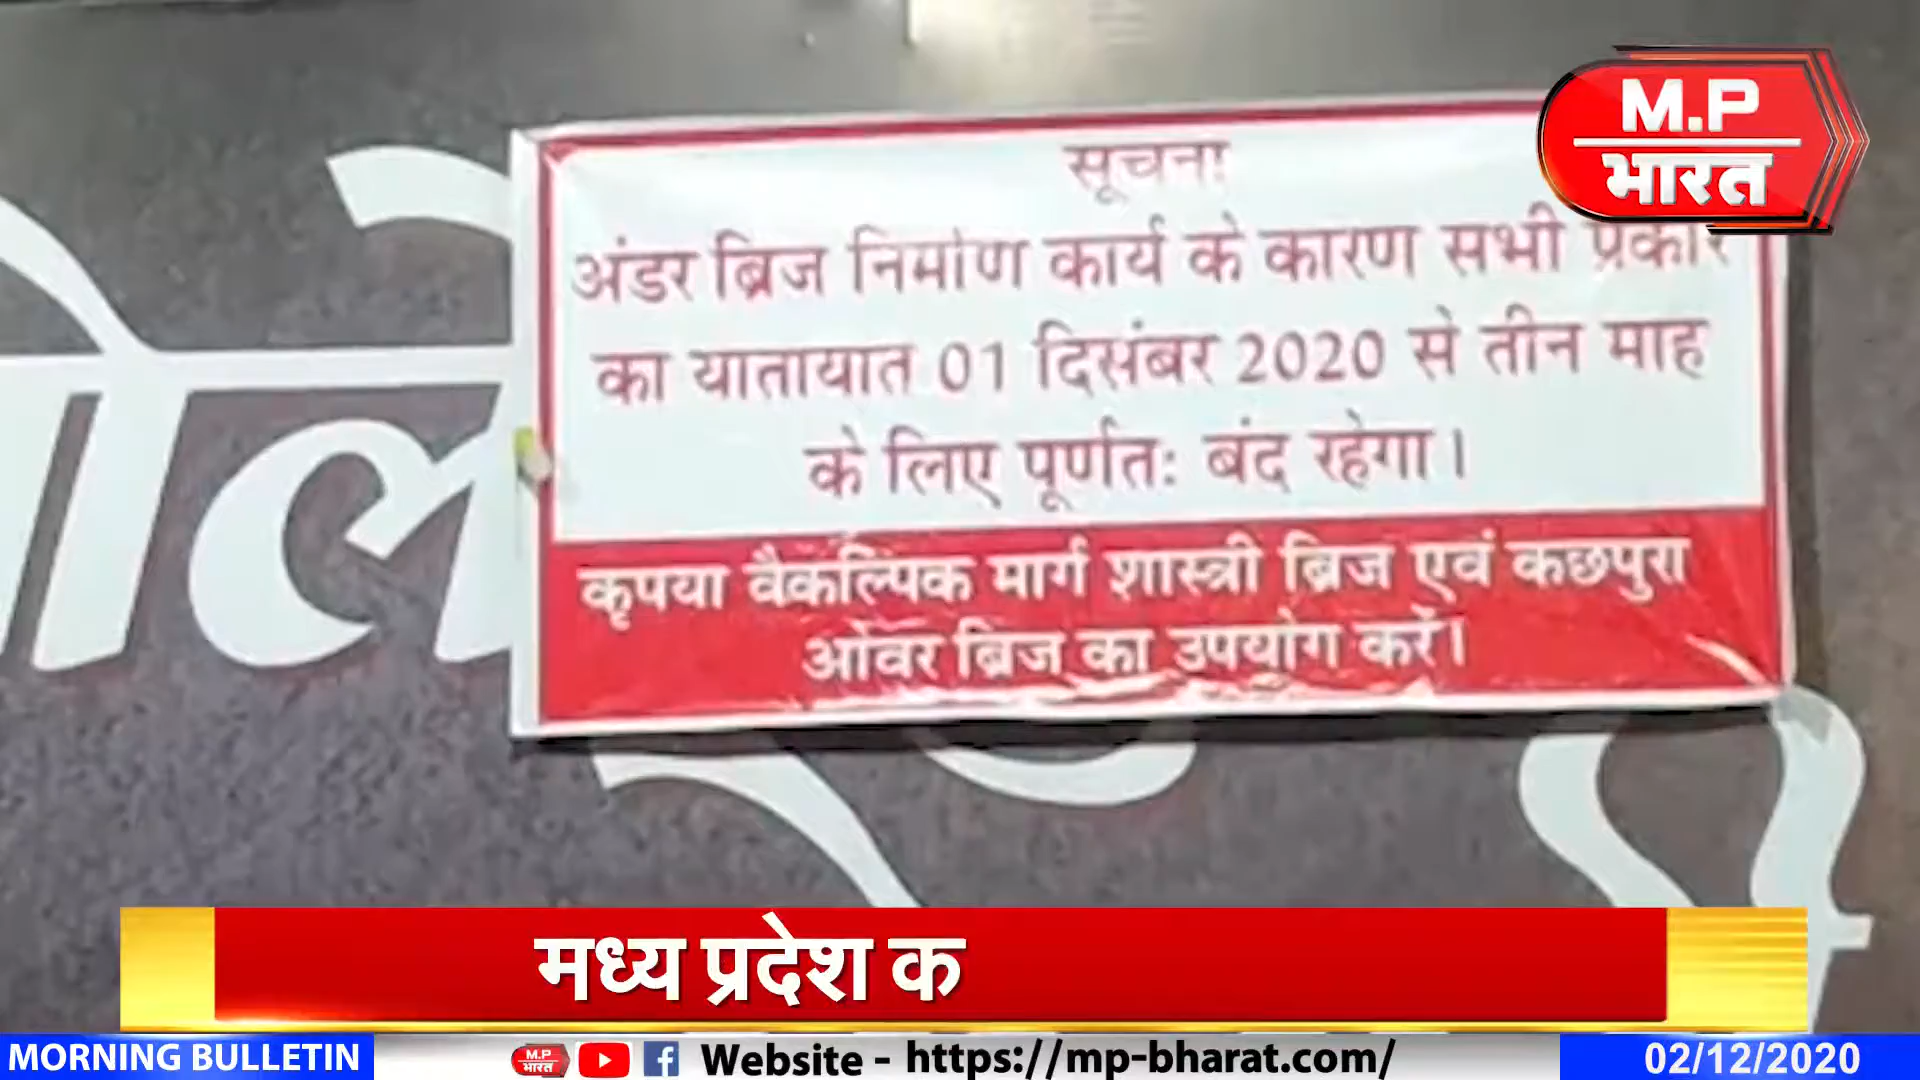 M.P
भारत
सूचना
अंडर ब्रिज निर्माण कार्य के कारण सभी प्रकार
का यातायात 01 दिसंबर 2020 से तीन माह
के लिए पूर्णतः बंद रहेगा।
कृपया वैकल्पिक मार्ग शास्त्री ब्रिज एवं कछपुरा
ओवर ब्रिज का उपयोग करें।
मध्य प्रदेश क
MORNING BULLETIN
M.P
भारत
Website - https://mp-bharat.com/
02/12/2020